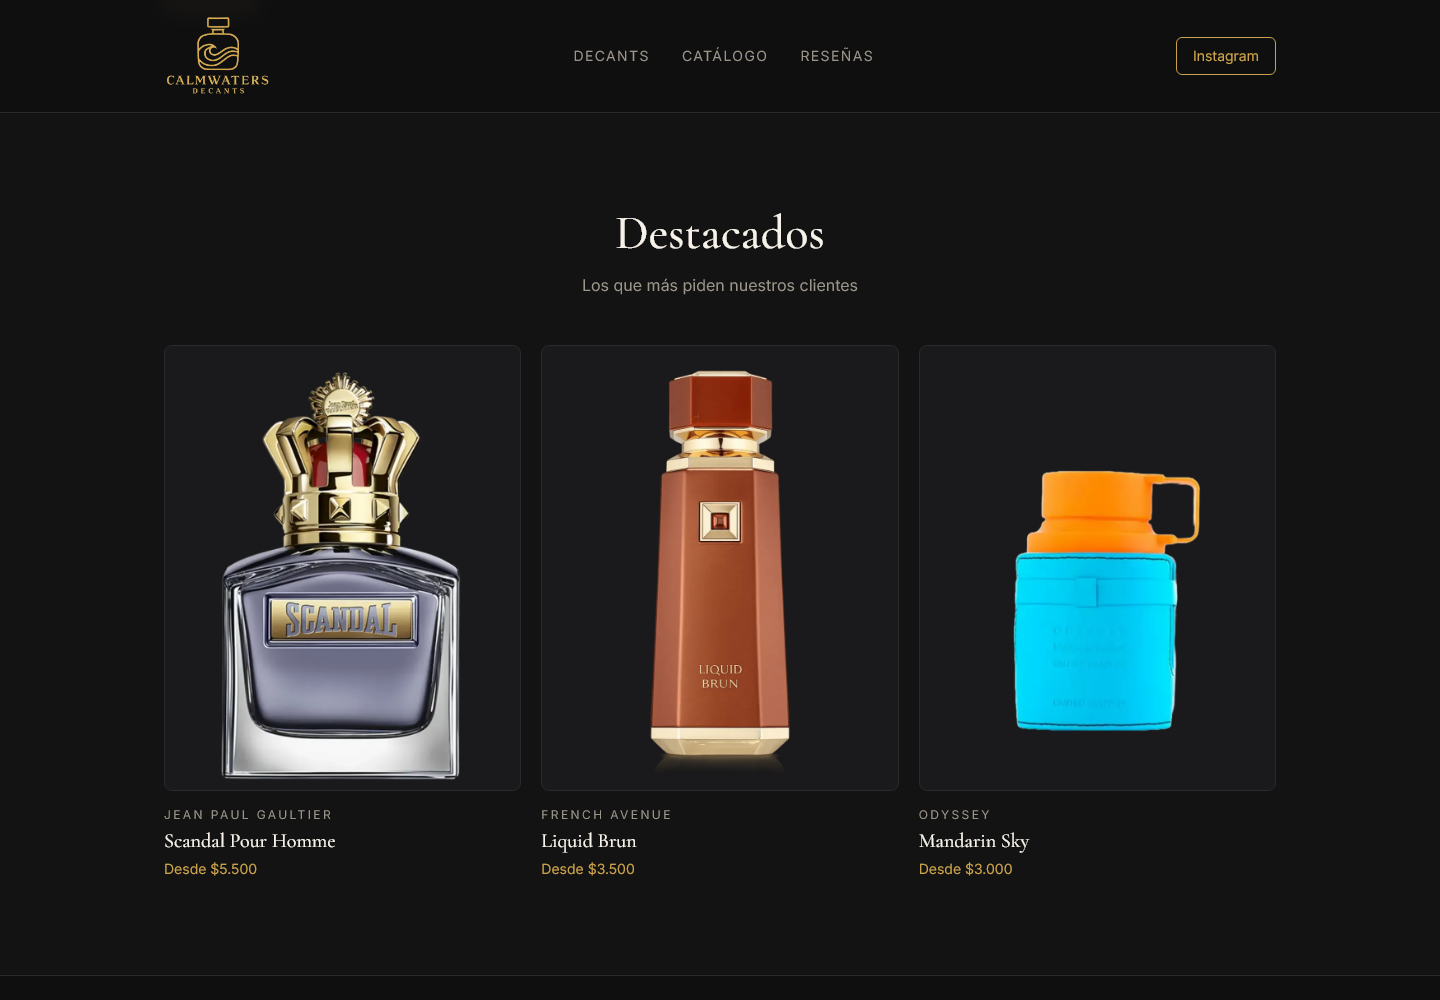 CALMWATERS
DECANTS
DECANTS
CATÁLOGO
RESEÑAS
Instagram
Destacados
Los que más piden nuestros clientes
SCANDAL
LIQUID
BRUN
JEAN PAUL GAULTIER
Scandal Pour Homme
Desde $5.500
FRENCH AVENUE
Liquid Brun
Desde $3.500
ODYSSEY
Mandarin Sky
Desde $3.000